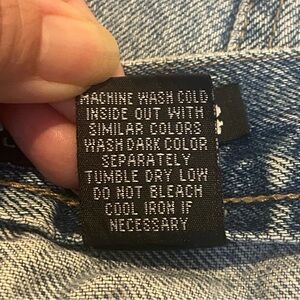 MACHINE WASH COLD
INSIDE OUT WITH
SIMILAR COLORS
WASH DARK COLOR
SEPARATELY
TUMBLE DRY LOW
DO NOT BLEACH
COOL IRON IF
NECESSARY